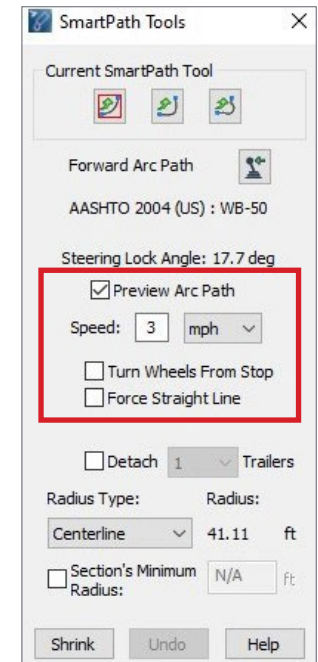 SmartPath Tools
Current SmartPath Tool
Forward Arc Path
AASHTO 2004 (US) : WB-50
Steering Lock Angle: 17.7 deg
Preview Arc Path
Speed: 3 mph
Turn Wheels From Stop
Force Straight Line
Detach 1 Trailers
Radius Type: Radius:
Centerline 41.11 ft
Section's Minimum N/A ft
Radius:
Shrink Undo Help